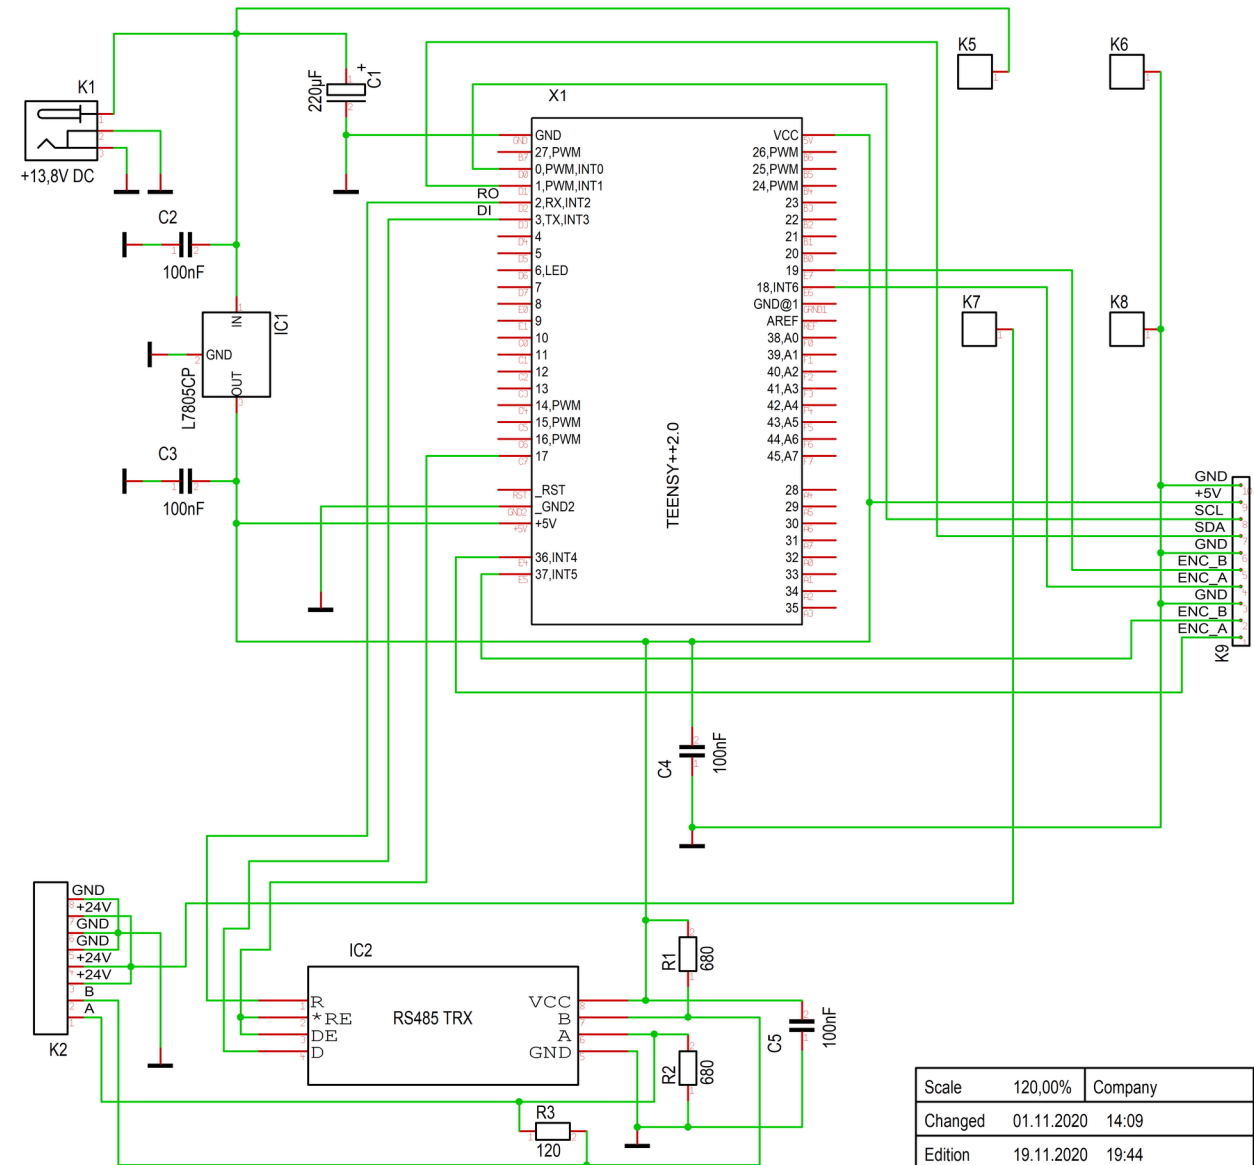 K5
K6
K1
1
2
3
+13,8V DC
+
C1
220µF
X1
GND VCC
27,PWM 26,PWM
0,PWM,INT0 25,PWM
1,PWM,INT1 24,PWM
RO 2,RX,INT2 23
DI 3,TX,INT3 22
4 21
5 20
6,LED 19
7 18,INT6
8 GND@1
9 AREF
10 38,A0
11 39,A1
12 40,A2
13 41,A3
14,PWM 42,A4
15,PWM 43,A5
16,PWM 44,A6
17 45,A7
_RST 28
_GND2 29
+5V 30
31
36,INT4 32
37,INT5 33
34
35
TEENSY++2.0
C2
100nF
IN
GND
OUT
IC1
L7805CP
C3
100nF
K7
K8
GND
+5V
SCL
SDA
GND
ENC_B
ENC_A
GND
ENC_B
ENC_A
K9
C4
100nF
GND
+24V
GND
GND
+24V
+24V
B
A
K2
IC2
RS485 TRX
R VCC
*RE B
DE A
D GND
R1
680
R2
680
C5
100nF
R3
120
Scale 120,00% Company
Changed 01.11.2020 14:09
Edition 19.11.2020 19:44